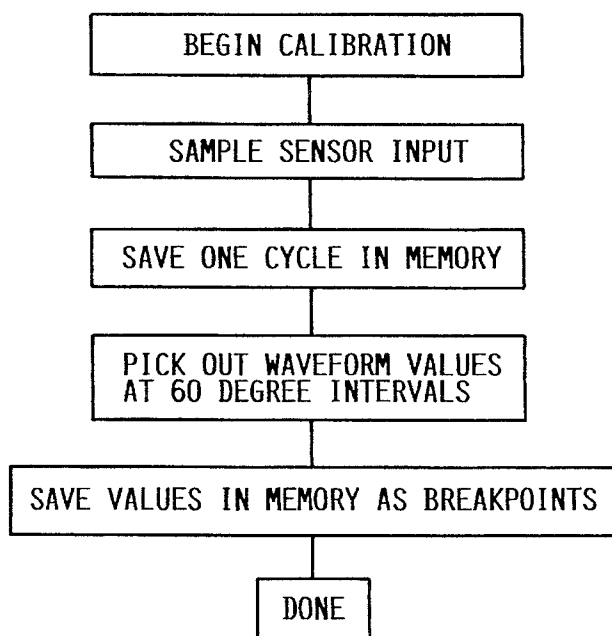 BEGIN CALIBRATION
SAMPLE SENSOR INPUT
SAVE ONE CYCLE IN MEMORY
PICK OUT WAVEFORM VALUES
AT 60 DEGREE INTERVALS
SAVE VALUES IN MEMORY AS BREAKPOINTS
DONE